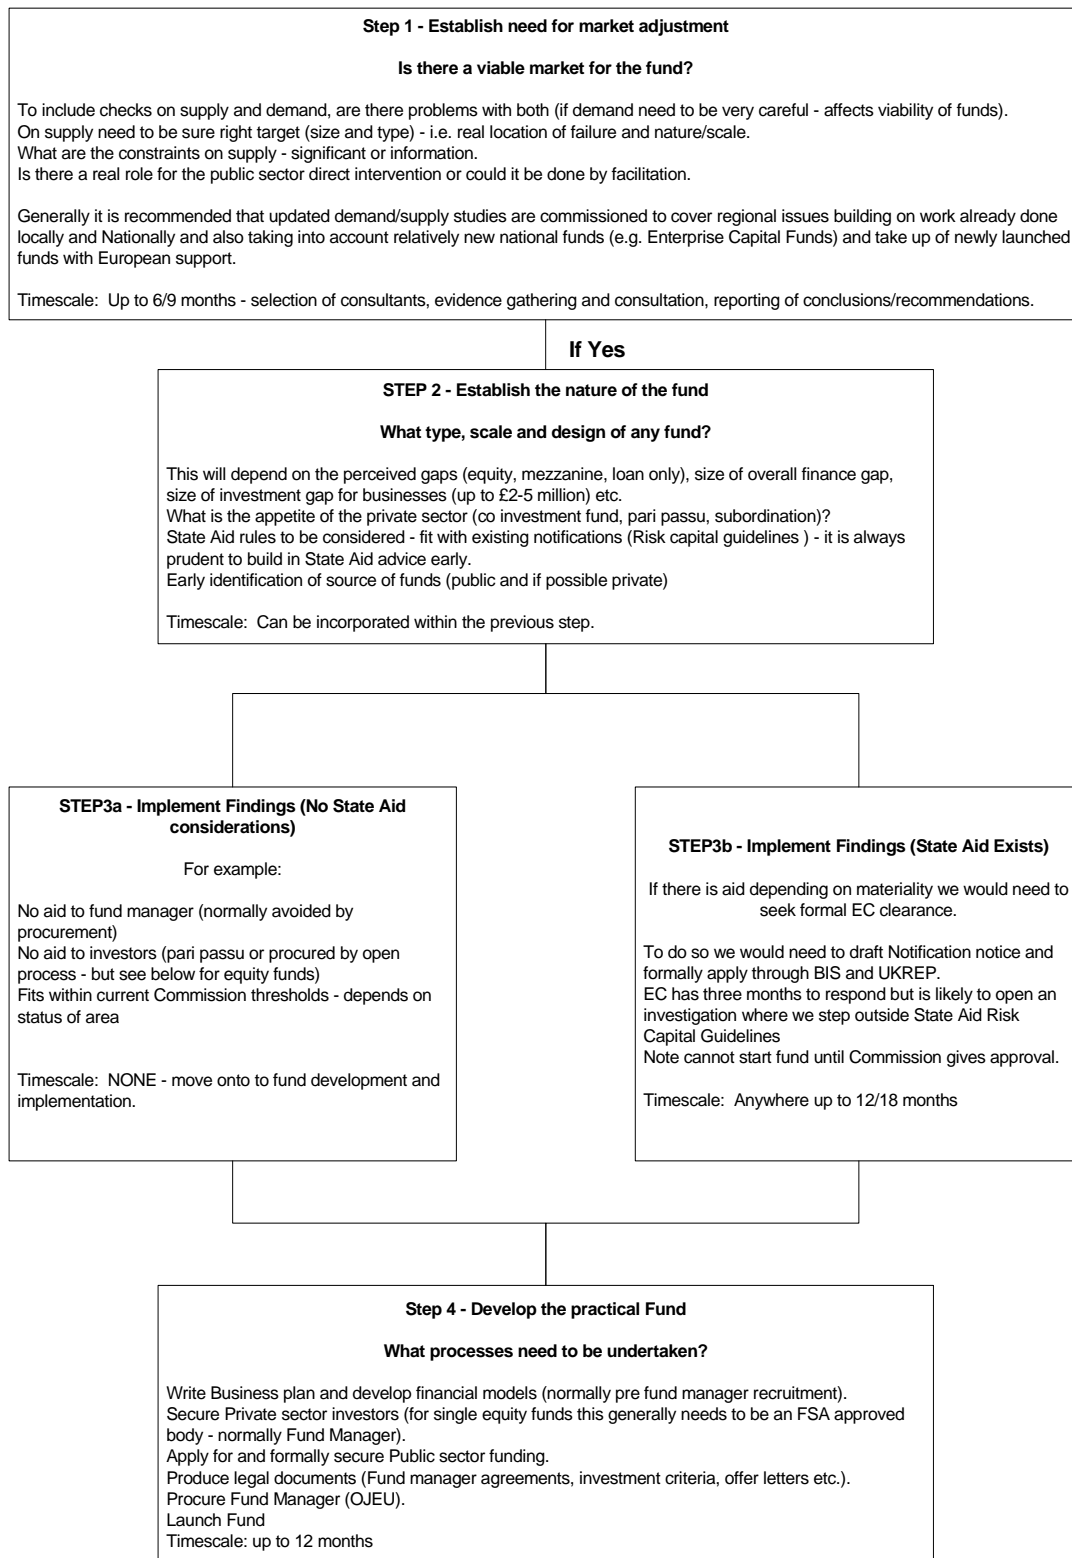 Step 1 - Establish need for market adjustment
Is there a viable market for the fund?
To include checks on supply and demand, are there problems with both (if demand need to be very careful - affects viability of funds).
On supply need to be sure right target (size and type) - i.e. real location of failure and nature/scale.
What are the constraints on supply - significant or information.
Is there a real role for the public sector direct intervention or could it be done by facilitation.
Generally it is recommended that updated demand/supply studies are commissioned to cover regional issues building on work already done
locally and Nationally and also taking into account relatively new national funds (e.g. Enterprise Capital Funds) and take up of newly launched
funds with European support.
Timescale:  Up to 6/9 months - selection of consultants, evidence gathering and consultation, reporting of conclusions/recommendations.
If Yes
STEP 2 - Establish the nature of the fund
What type, scale and design of any fund?
This will depend on the perceived gaps (equity, mezzanine, loan only), size of overall finance gap,
size of investment gap for businesses (up to £2-5 million) etc.
What is the appetite of the private sector (co investment fund, pari passu, subordination)?
State Aid rules to be considered - fit with existing notifications (Risk capital guidelines ) - it is always
prudent to build in State Aid advice early.
Early identification of source of funds (public and if possible private)
Timescale:  Can be incorporated within the previous step.
STEP3a - Implement Findings (No State Aid
considerations)
For example:
No aid to fund manager (normally avoided by
procurement)
No aid to investors (pari passu or procured by open
process - but see below for equity funds)
Fits within current Commission thresholds - depends on
status of area
Timescale:  NONE - move onto to fund development and
implementation.
STEP3b - Implement Findings (State Aid Exists)
If there is aid depending on materiality we would need to
seek formal EC clearance.
To do so we would need to draft Notification notice and
formally apply through BIS and UKREP.
EC has three months to respond but is likely to open an
investigation where we step outside State Aid Risk
Capital Guidelines
Note cannot start fund until Commission gives approval.
Timescale:  Anywhere up to 12/18 months
Step 4 - Develop the practical Fund
What processes need to be undertaken?
Write Business plan and develop financial models (normally pre fund manager recruitment).
Secure Private sector investors (for single equity funds this generally needs to be an FSA approved
body - normally Fund Manager).
Apply for and formally secure Public sector funding.
Produce legal documents (Fund manager agreements, investment criteria, offer letters etc.).
Procure Fund Manager (OJEU).
Launch Fund
Timescale: up to 12 months